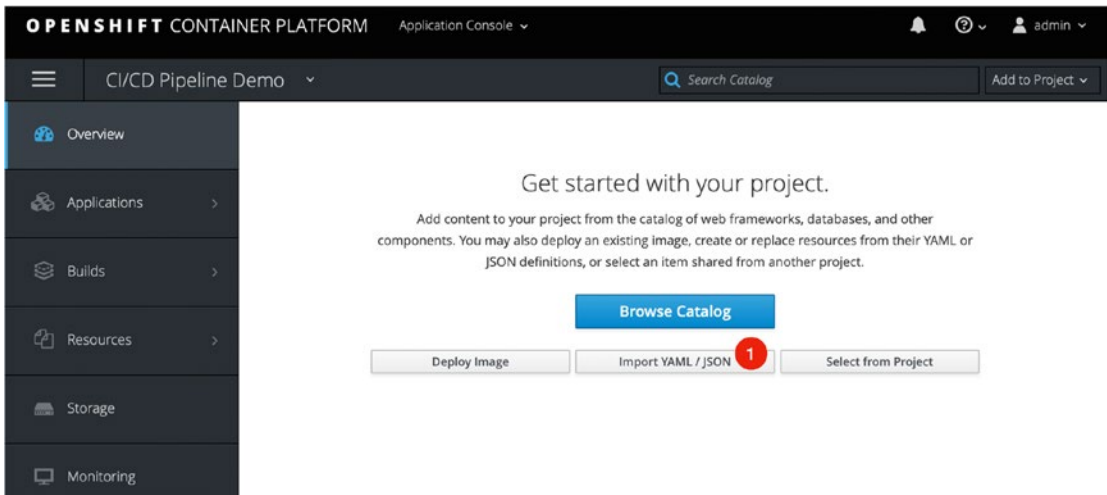 OPENSHIFT CONTAINER PLATFORM Application Console admin
CI/CD Pipeline Demo Search Catalog Add to Project
Overview
Applications
Builds
Resources
Storage
Monitoring
Get started with your project.
Add content to your project from the catalog of web frameworks, databases, and other
components. You may also deploy an existing image, create or replace resources from their YAML or
JSON definitions, or select an item shared from another project.
Browse Catalog
Deploy Image Import YAML / JSON 1 Select from Project